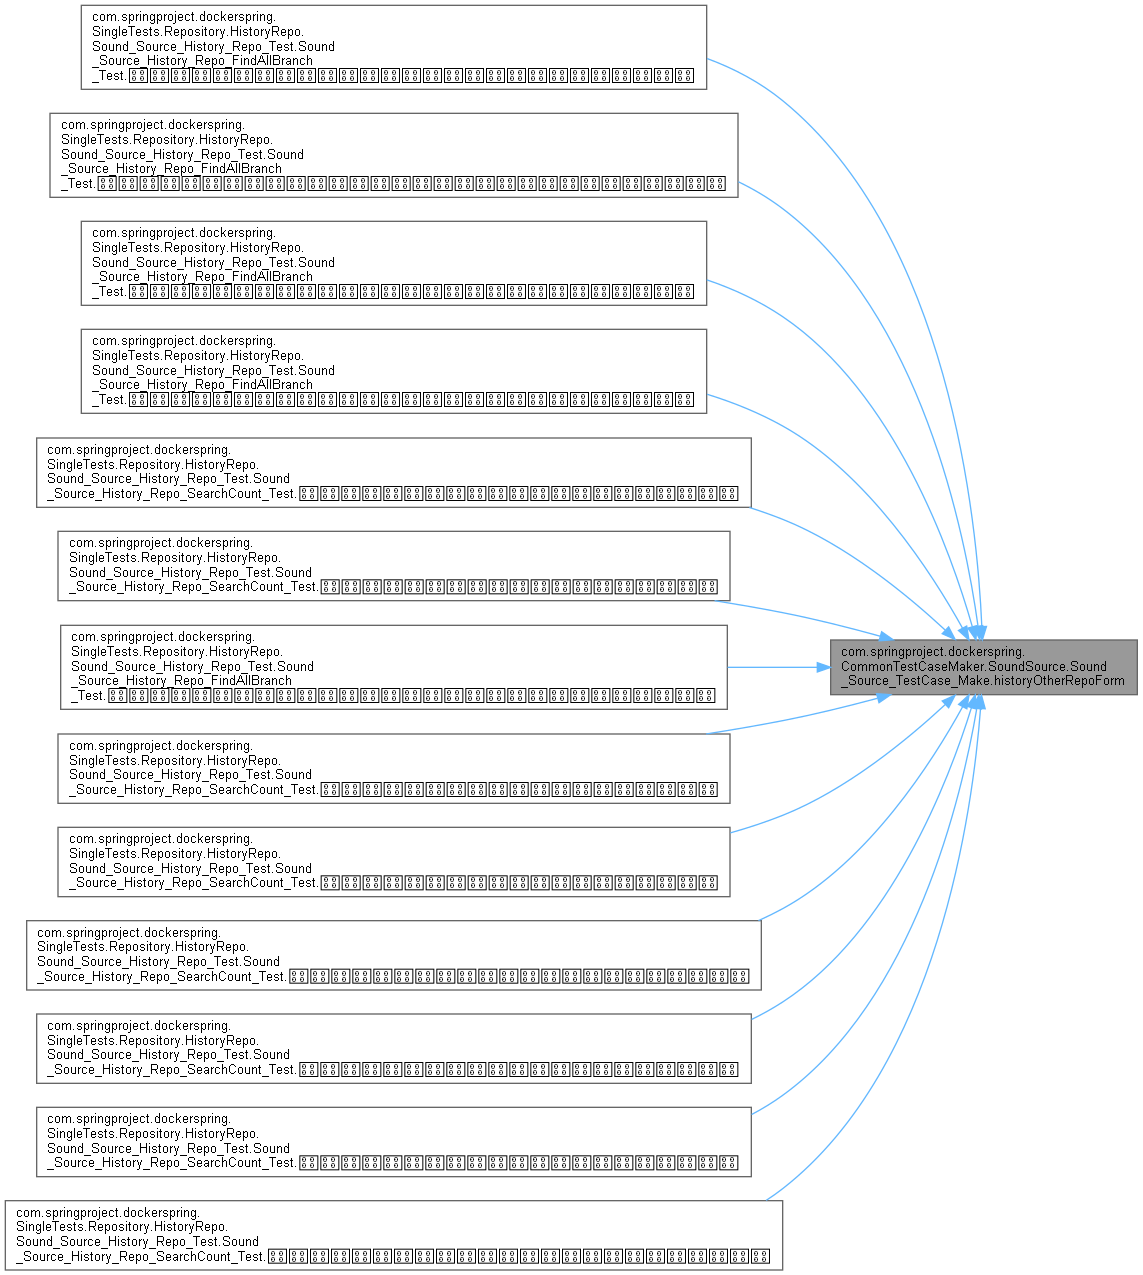 com.springproject.dockerspring.
SingleTests.Repository.HistoryRepo.
Sound_Source_History_Repo_Test.Sound
_Source_History_Repo_FindAllBranch
_Test.
com.springproject.dockerspring.
SingleTests.Repository.HistoryRepo.
Sound_Source_History_Repo_Test.Sound
_Source_History_Repo_FindAllBranch
_Test.
com.springproject.dockerspring.
SingleTests.Repository.HistoryRepo.
Sound_Source_History_Repo_Test.Sound
_Source_History_Repo_FindAllBranch
_Test.
com.springproject.dockerspring.
SingleTests.Repository.HistoryRepo.
Sound_Source_History_Repo_Test.Sound
_Source_History_Repo_FindAllBranch
_Test.
com.springproject.dockerspring.
SingleTests.Repository.HistoryRepo.
Sound_Source_History_Repo_Test.Sound
_Source_History_Repo_SearchCount_Test.
com.springproject.dockerspring.
SingleTests.Repository.HistoryRepo.
Sound_Source_History_Repo_Test.Sound
_Source_History_Repo_SearchCount_Test.
com.springproject.dockerspring.
SingleTests.Repository.HistoryRepo.
Sound_Source_History_Repo_Test.Sound
_Source_History_Repo_FindAllBranch
_Test.
com.springproject.dockerspring.
CommonTestCaseMaker.SoundSource.Sound
_Source_TestCase_Make.historyOtherRepoForm
com.springproject.dockerspring.
SingleTests.Repository.HistoryRepo.
Sound_Source_History_Repo_Test.Sound
_Source_History_Repo_SearchCount_Test.
com.springproject.dockerspring.
SingleTests.Repository.HistoryRepo.
Sound_Source_History_Repo_Test.Sound
_Source_History_Repo_SearchCount_Test.
com.springproject.dockerspring.
SingleTests.Repository.HistoryRepo.
Sound_Source_History_Repo_Test.Sound
_Source_History_Repo_SearchCount_Test.
com.springproject.dockerspring.
SingleTests.Repository.HistoryRepo.
Sound_Source_History_Repo_Test.Sound
_Source_History_Repo_SearchCount_Test.
com.springproject.dockerspring.
SingleTests.Repository.HistoryRepo.
Sound_Source_History_Repo_Test.Sound
_Source_History_Repo_SearchCount_Test.
com.springproject.dockerspring.
SingleTests.Repository.HistoryRepo.
Sound_Source_History_Repo_Test.Sound
_Source_History_Repo_SearchCount_Test.